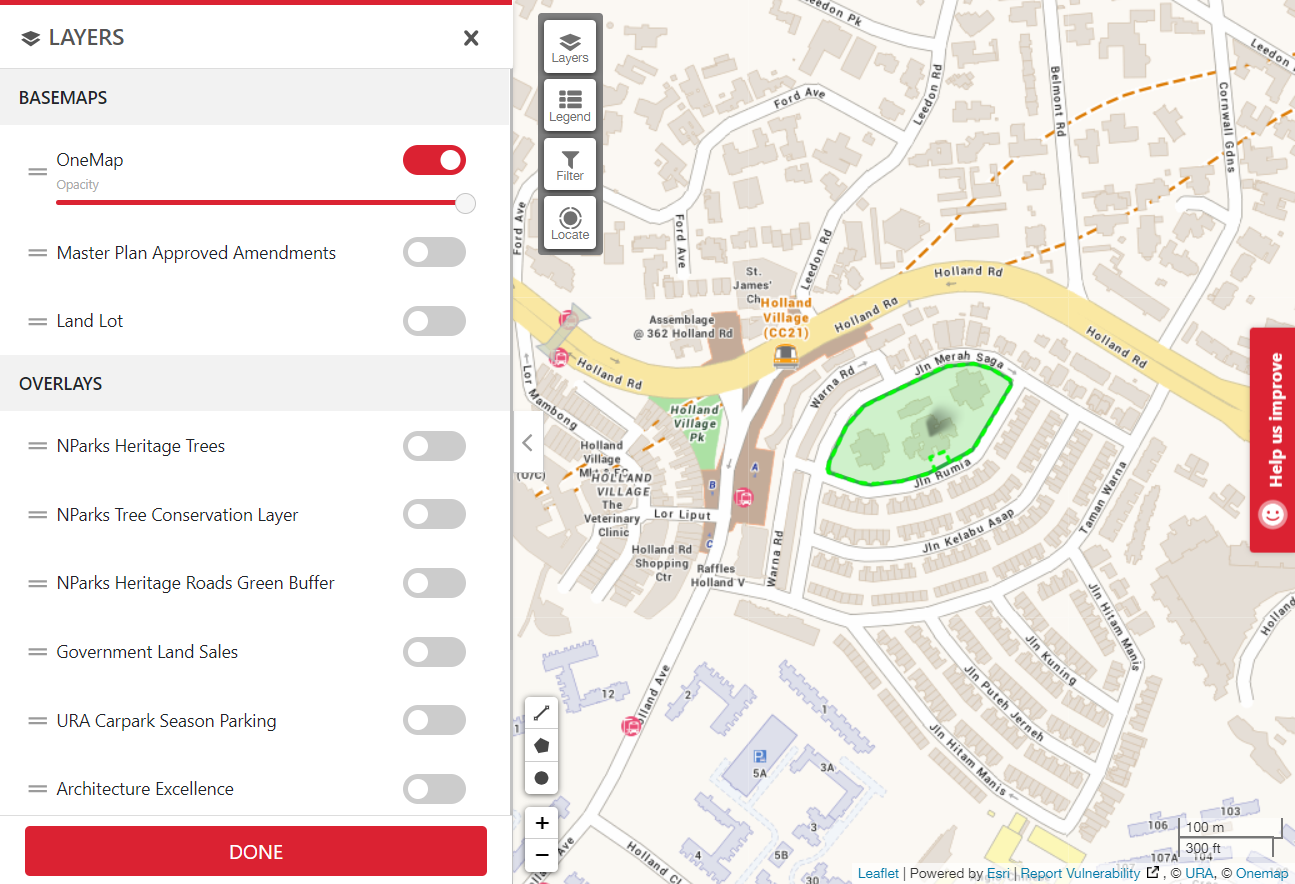 LAYERS
BASEMAPS
OneMap
Opacity
Master Plan Approved Amendments
Land Lot
OVERLAYS
NParks Heritage Trees
NParks Tree Conservation Layer
NParks Heritage Roads Green Buffer
Government Land Sales
URA Carpark Season Parking
Architecture Excellence
DONE
Layers
Legend
Filter
Locate
Help us improve
Leedon Pk
Leedon
Ford Ave
Leedon Rd
Belmont Rd
Cornwall Gdns
Ford Ave
Ford Ave
Leedon Rd
Holland Rd
St.
James'
Ch
Holland
Village
(CC21)
Holland Rd
Assemblage
@ 362 Holland Rd
Holland Rd
Holland Rd
Jln Merah Saga
Warna Rd
Lor Mambong
Holland
Village
Pk
Holland
Village
HOLLAND
VILLAGE
The
Veterinary
Clinic
A
B
C
Lor Liput
Jln Rumia
Jln Kelabu Asap
Taman Warna
Holland Rd
Shopping
Ctr
Raffles
Holland V
Warna Rd
Jln Hitam Manis
Holland
Jln Kuning
Jln Puteh Jerneh
Jln Hitam Manis
12
2
1
1
olland Ave
P
5A
3A
3
4
5B
30
Holland Cl
103
106
107A
104
100 m
300 ft
+
−
Leaflet | Powered by Esri | Report Vulnerability , © URA, © Onemap